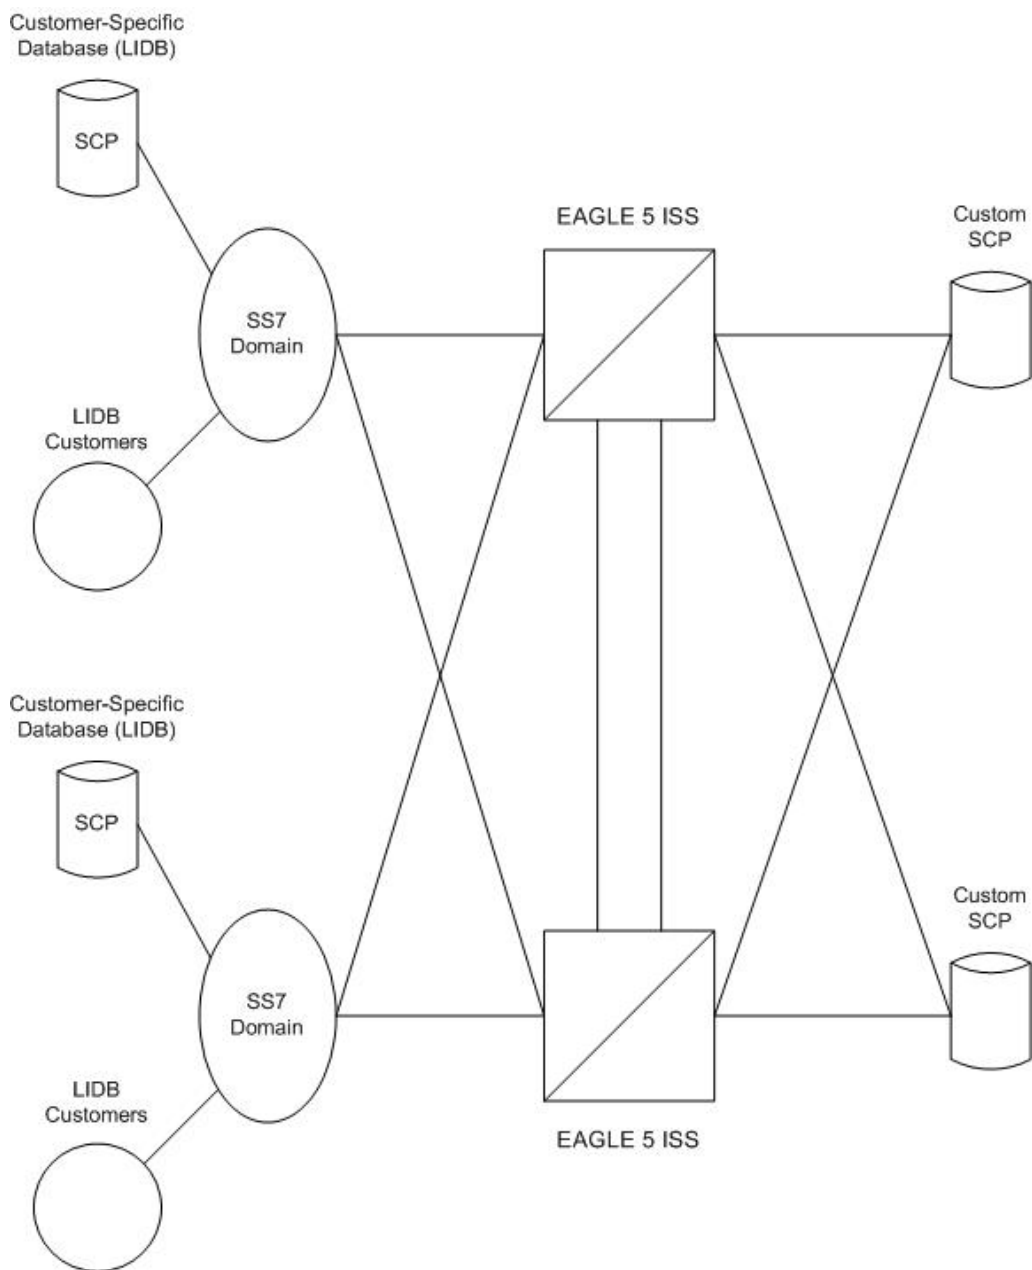 Customer-Specific
Database (LIDB)
SCP
EAGLE 5 ISS
Custom
SCP
SS7
Domain
LIDB
Customers
Customer-Specific
Database (LIDB)
SCP
Custom
SCP
SS7
Domain
LIDB
Customers
EAGLE 5 ISS